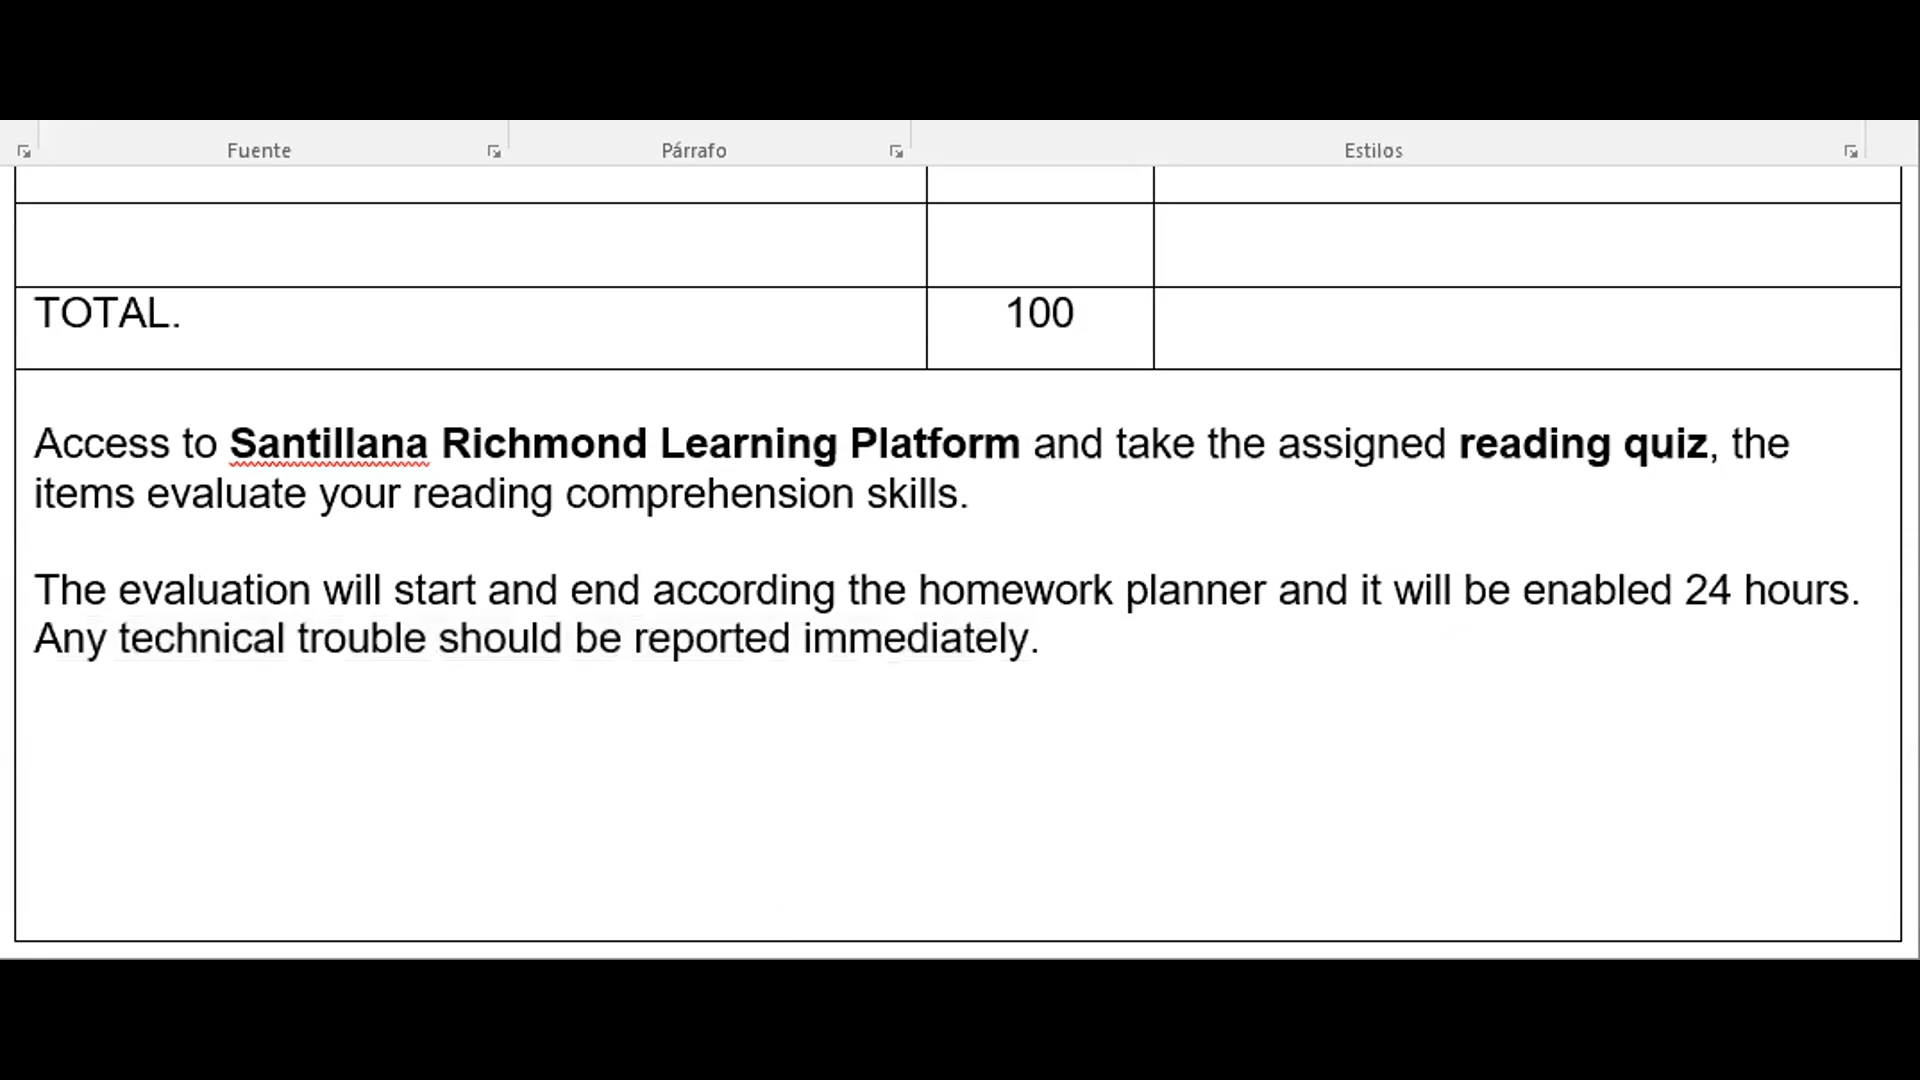 Fuente Párrafo Estilos
TOTAL. 100
Access to Santillana Richmond Learning Platform and take the assigned reading quiz, the
items evaluate your reading comprehension skills.
The evaluation will start and end according the homework planner and it will be enabled 24 hours.
Any technical trouble should be reported immediately.